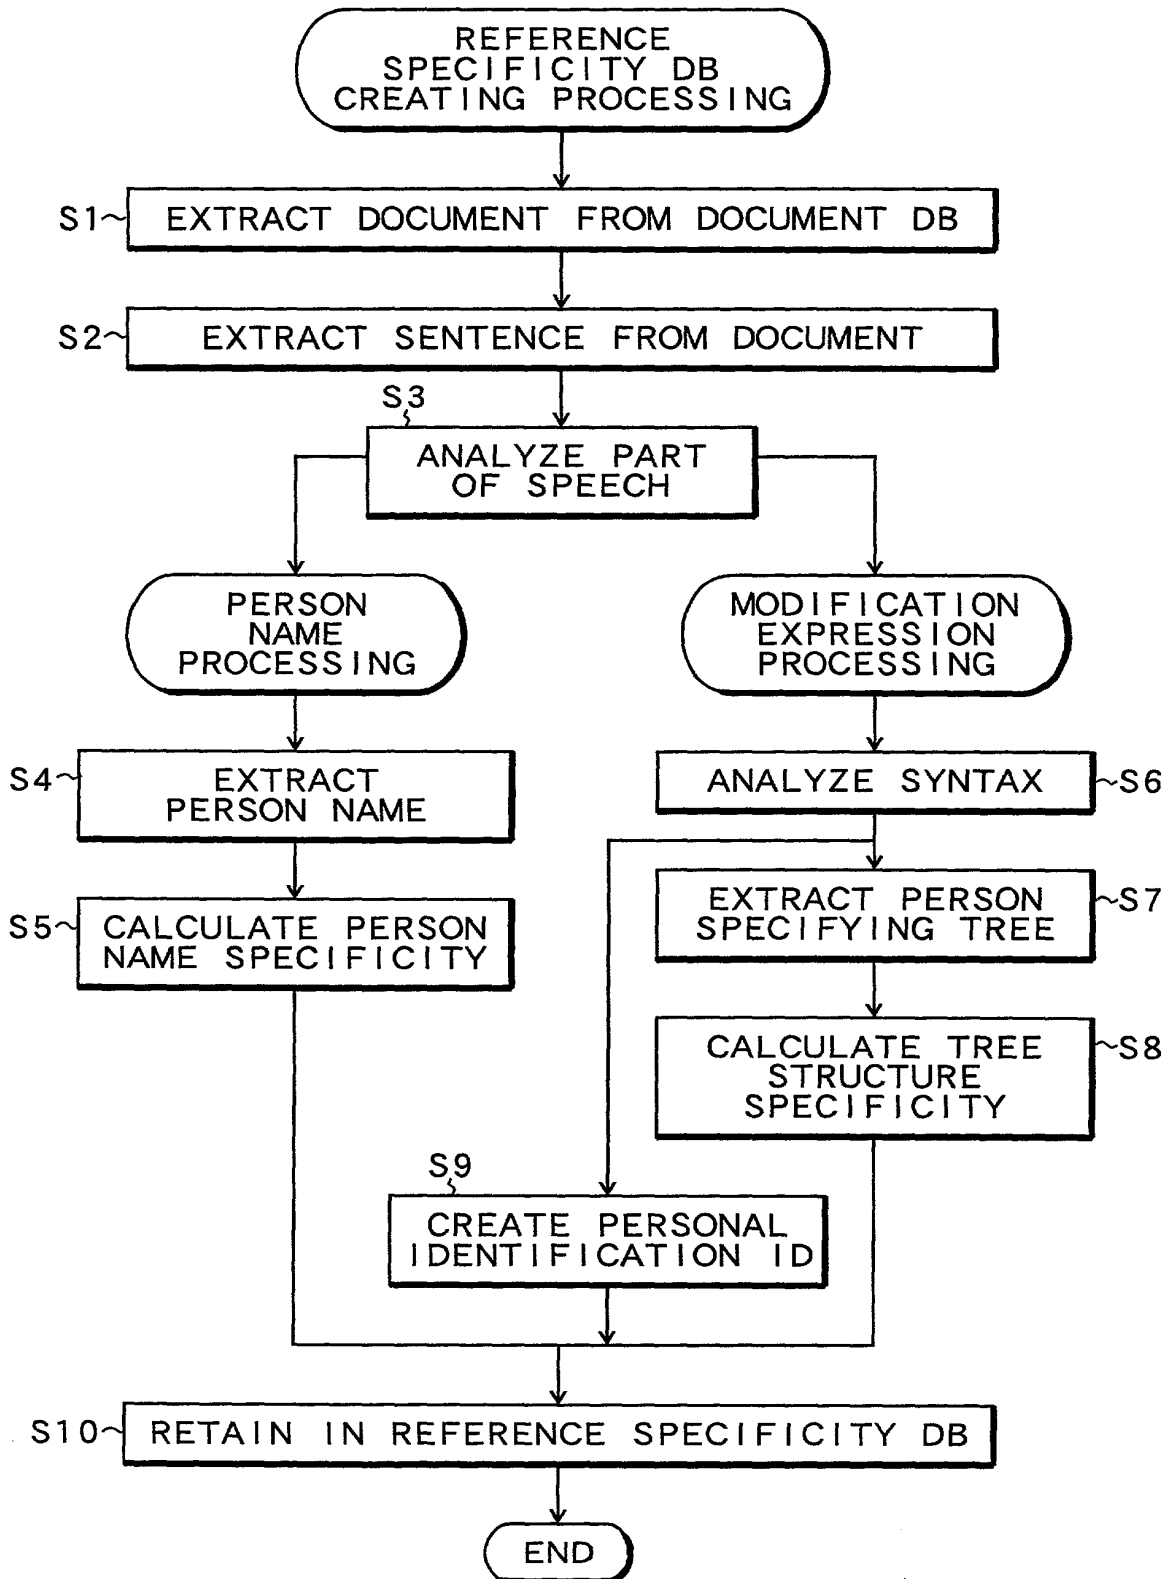 REFERENCE
SPECIFICITY DB
CREATING PROCESSING
S1
EXTRACT DOCUMENT FROM DOCUMENT DB
S2
EXTRACT SENTENCE FROM DOCUMENT
S3
ANALYZE PART
OF SPEECH
PERSON
NAME
PROCESSING
MODIFICATION
EXPRESSION
PROCESSING
S4
EXTRACT
PERSON NAME
ANALYZE SYNTAX
S6
S5
CALCULATE PERSON
NAME SPECIFICITY
EXTRACT PERSON
SPECIFYING TREE
S7
CALCULATE TREE
STRUCTURE
SPECIFICITY
S8
S9
CREATE PERSONAL
IDENTIFICATION ID
S10
RETAIN IN REFERENCE SPECIFICITY DB
END